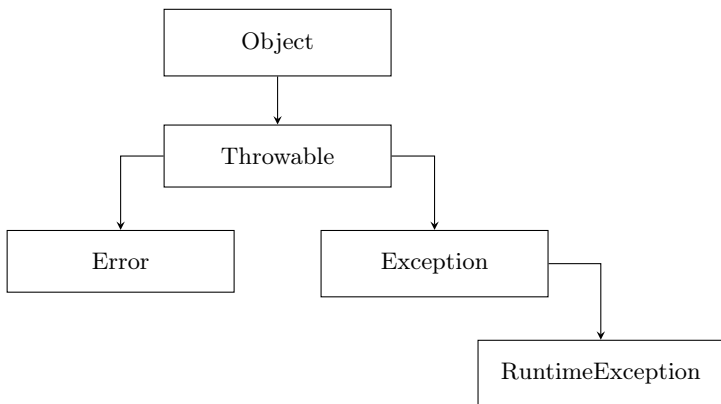 Object
Throwable
Error
Exception
RuntimeException